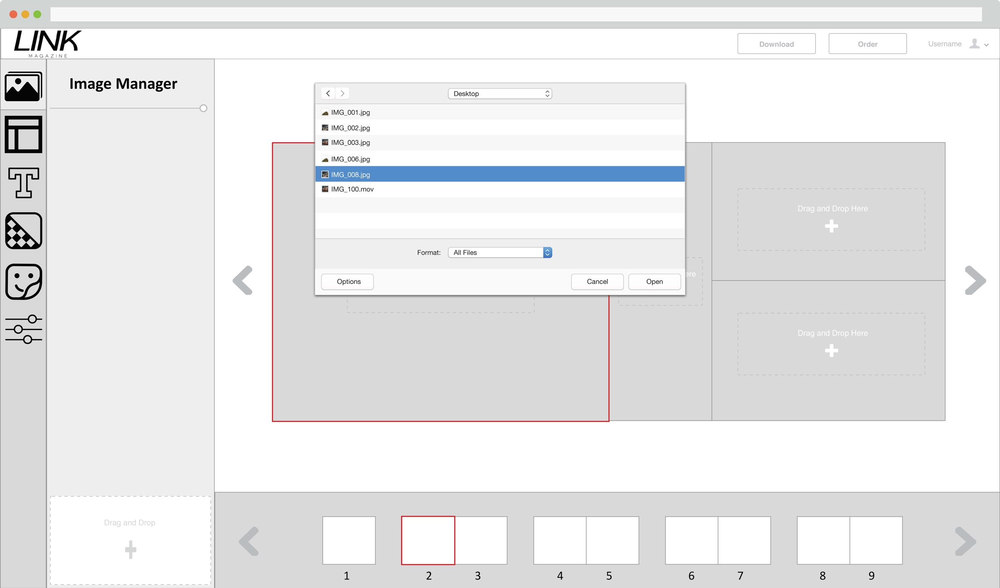 LINK
MAGAZINE
Download
Order
Username
Image Manager
Desktop
IMG_001.jpg
IMG_002.jpg
IMG_003.jpg
IMG_006.jpg
IMG_008.jpg
IMG_100.mov
Format:
All Files
Options
Cancel
Open
ere
Drag and Drop Here
Drag and Drop Here
Drag and Drop
1
2
3
4
5
6
7
8
9